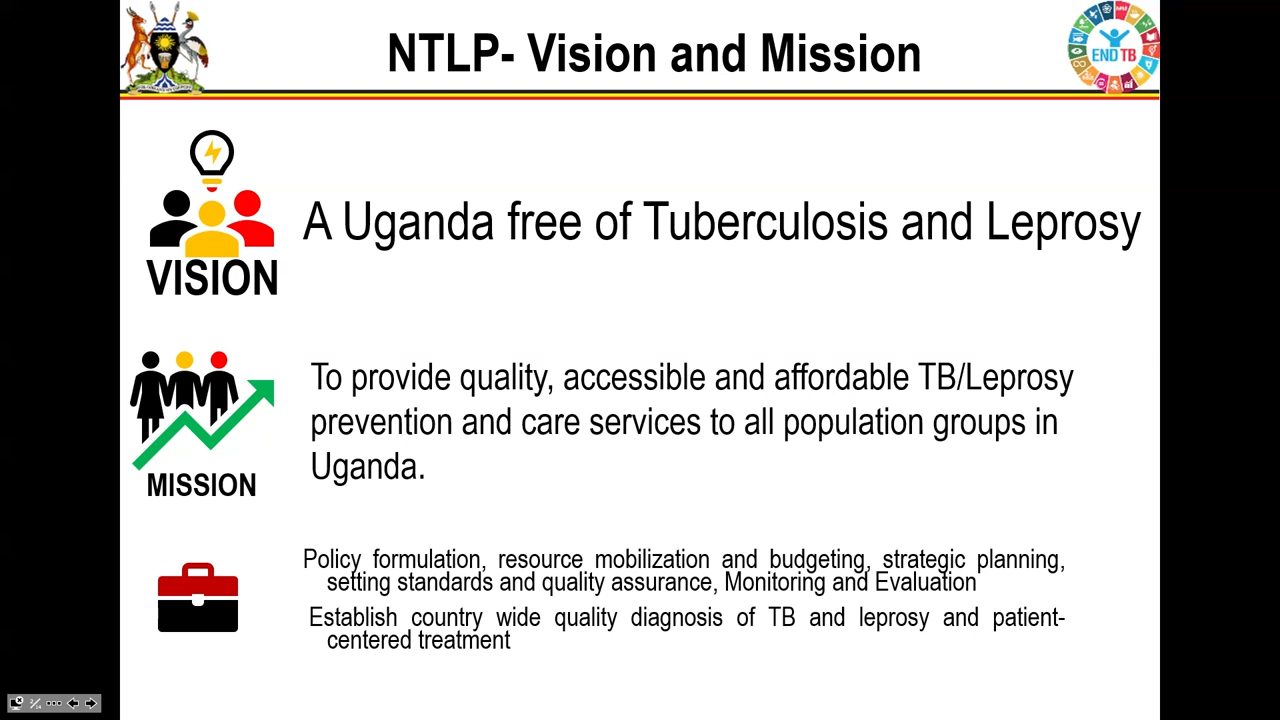 NTLP- Vision and Mission
END TB
A Uganda free of Tuberculosis and Leprosy
VISION
To provide quality, accessible and affordable TB/Leprosy
prevention and care services to all population groups in
Uganda.
MISSION
Policy formulation, resource mobilization and budgeting, strategic planning,
setting standards and quality assurance, Monitoring and Evaluation
Establish country wide quality diagnosis of TB and leprosy and patient-
centered treatment